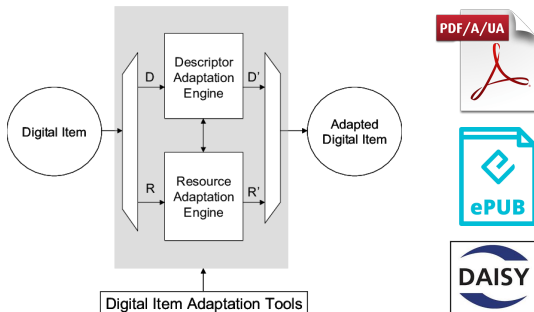 Digital Item
D
Descriptor
Adaptation
Engine
D'
R
Resource
Adaptation
Engine
R'
Adapted
Digital Item
Digital Item Adaptation Tools
PDF/A/UA
e
ePUB
DAISY